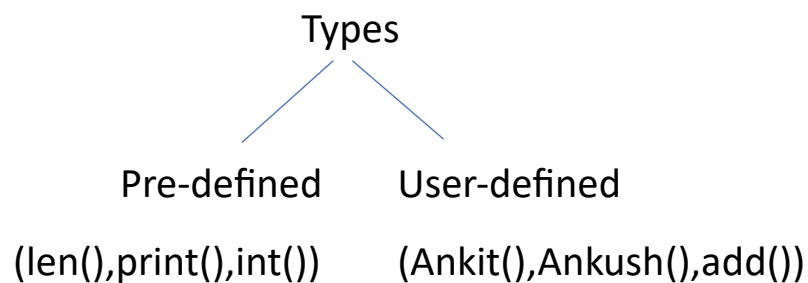 Types
Pre-defined User-defined
(len(),print(),int()) (Ankit(),Ankush(),add())